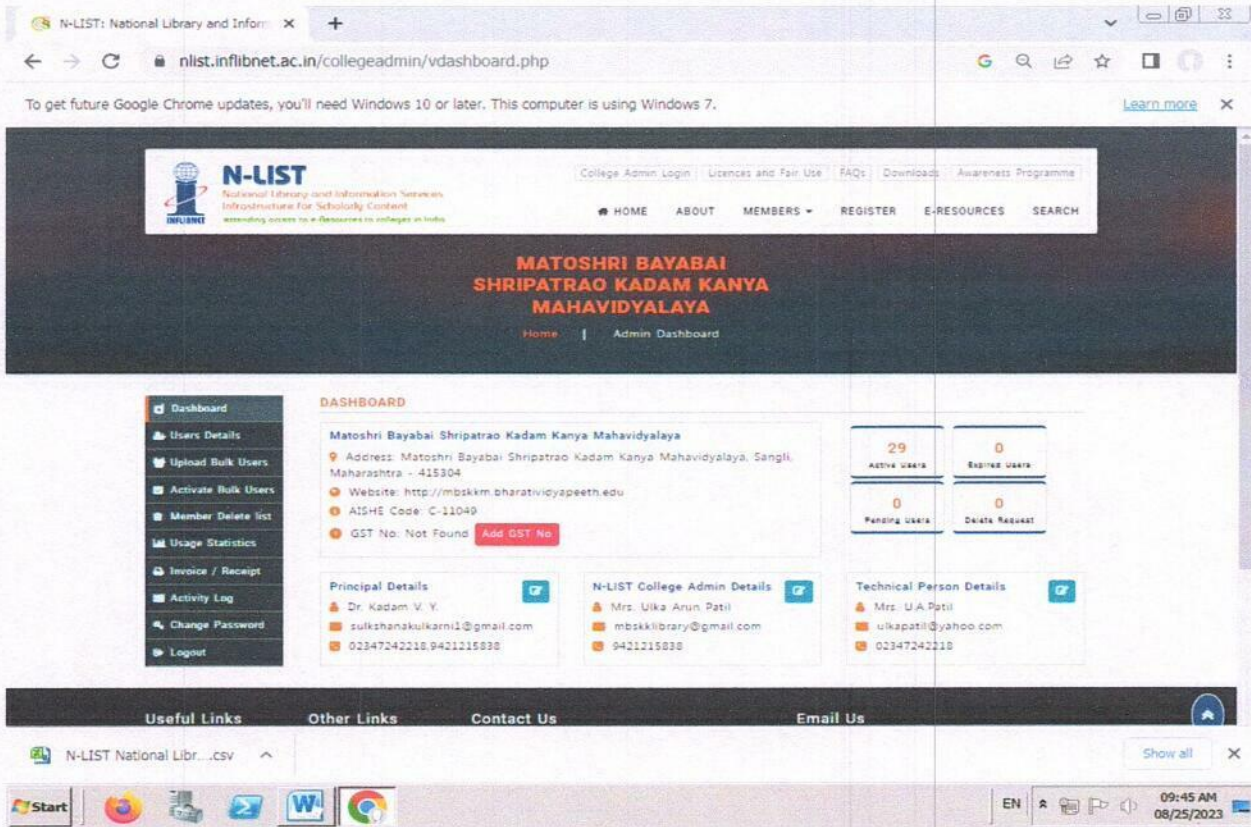 N-LIST: National Library and Inform
nlist.inflibnet.ac.in/collegeadmin/vdashboard.php
To get future Google Chrome updates, you'll need Windows 10 or later. This computer is using Windows 7.
Learn more
INFLIBNET
N-LIST
National Library and Information Services
Infrastructure for Scholarly Content
extending access to e-Resources to colleges in India
College Admin Login
Licences and Fair Use
FAQs
Downloads
Awareness Programme
HOME
ABOUT
MEMBERS
REGISTER
E-RESOURCES
SEARCH
MATOSHRI BAYABAI
SHRIPATRAO KADAM KANYA
MAHAVIDYALAYA
Home | Admin Dashboard
Dashboard
Users Details
Upload Bulk Users
Activate Bulk Users
Member Delete list
Usage Statistics
Invoice / Receipt
Activity Log
Change Password
Logout
DASHBOARD
Matoshri Bayabai Shripatrao Kadam Kanya Mahavidyalaya
Address: Matoshri Bayabai Shripatrao Kadam Kanya Mahavidyalaya, Sangli,
Maharashtra - 415304
Website: http://mbskkm.bharatividyapeeth.edu
AISHE Code: C-11049
GST No: Not Found Add GST No
29
Active Users
0
Expired Users
0
Pending Users
0
Delete Request
Principal Details
Dr. Kadam V. Y.
sulkshanakulkarni1@gmail.com
02347242218,9421215838
N-LIST College Admin Details
Mrs. Ulka Arun Patil
mbskklibrary@gmail.com
9421215838
Technical Person Details
Mrs. U.A.Patil
ulkapatil@yahoo.com
02347242218
Useful Links
Other Links
Contact Us
Email Us
N-LIST National Libr....csv
Show all
Start
EN
09:45 AM
08/25/2023